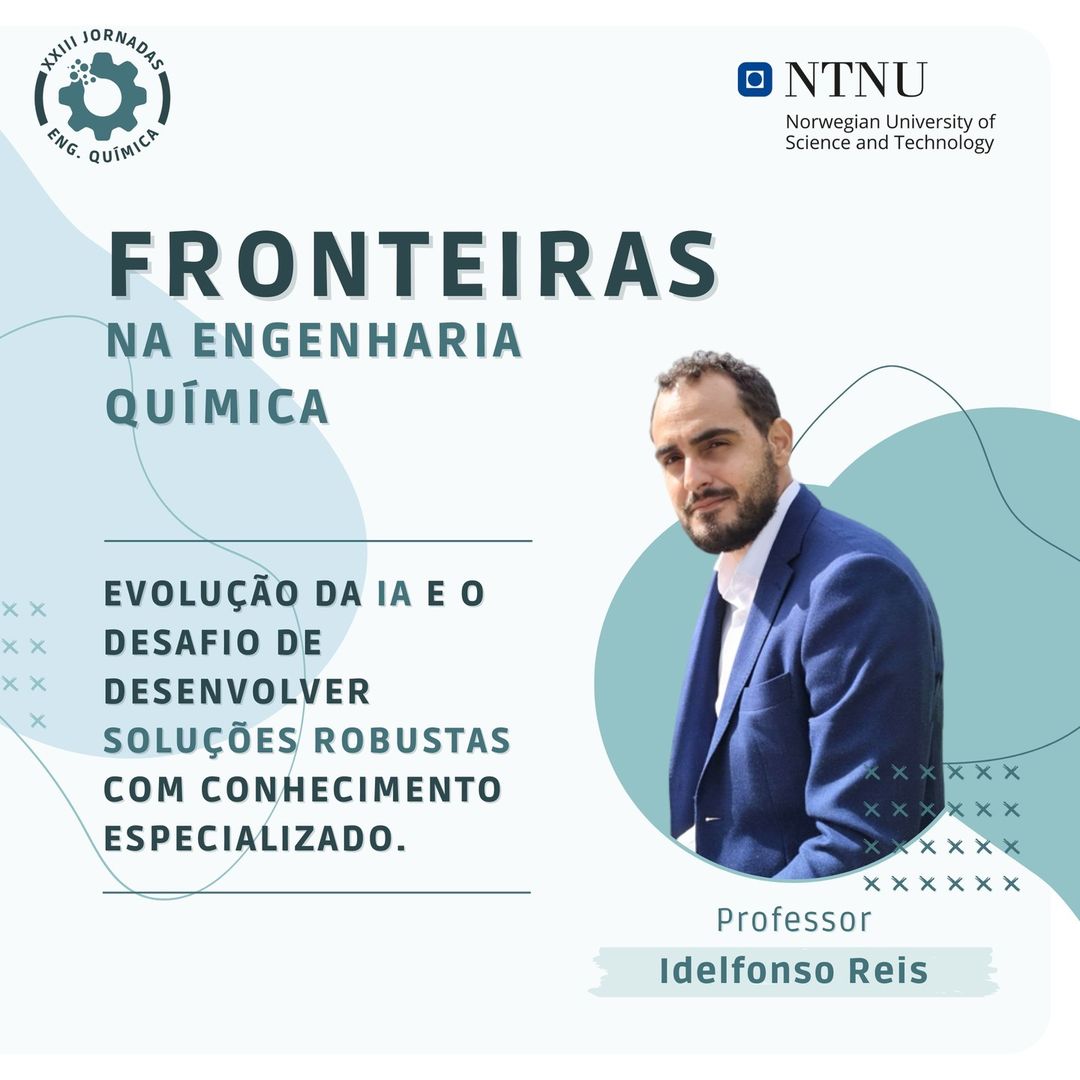 XXIII JORNADAS
ENG. QUÍMICA
NTNU
Norwegian University of
Science and Technology
FRONTEIRAS
NA ENGENHARIA
QUÍMICA
EVOLUÇÃO DA IA E O
DESAFIO DE
DESENVOLVER
SOLUÇÕES ROBUSTAS
COM CONHECIMENTO
ESPECIALIZADO.
Professor
Idelfonso Reis